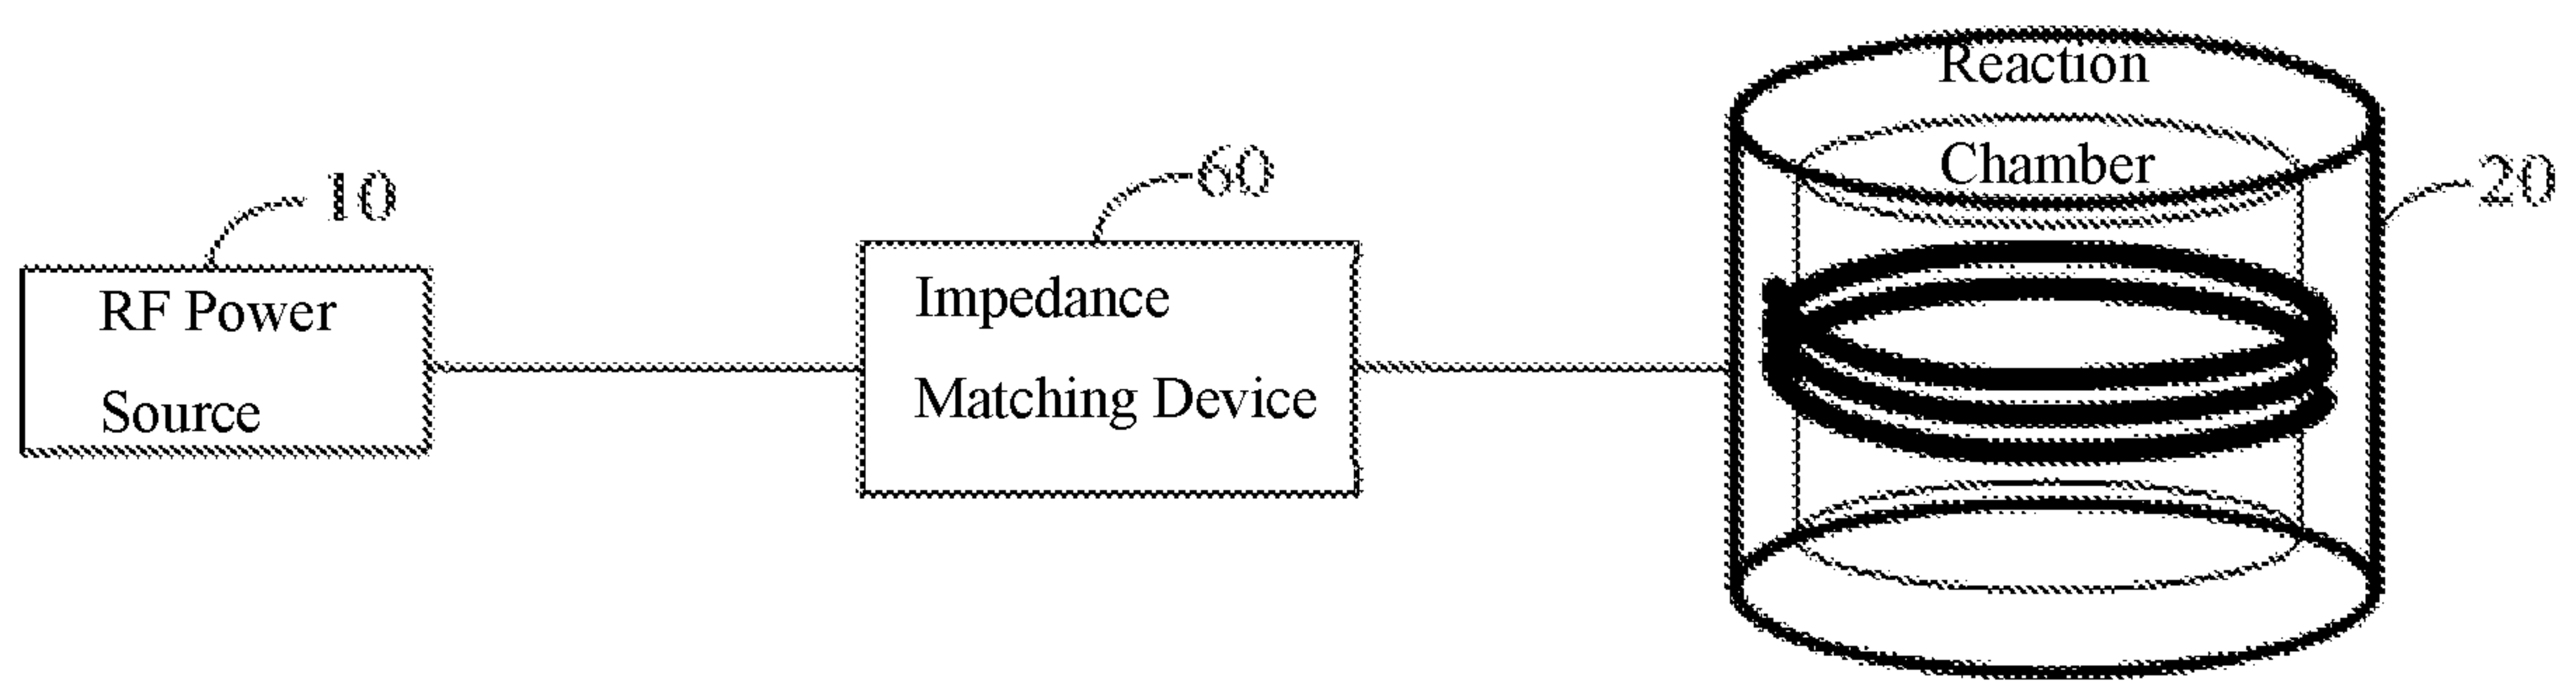 10
RF Power
Source
60
Impedance
Matching Device
Reaction
Chamber
20